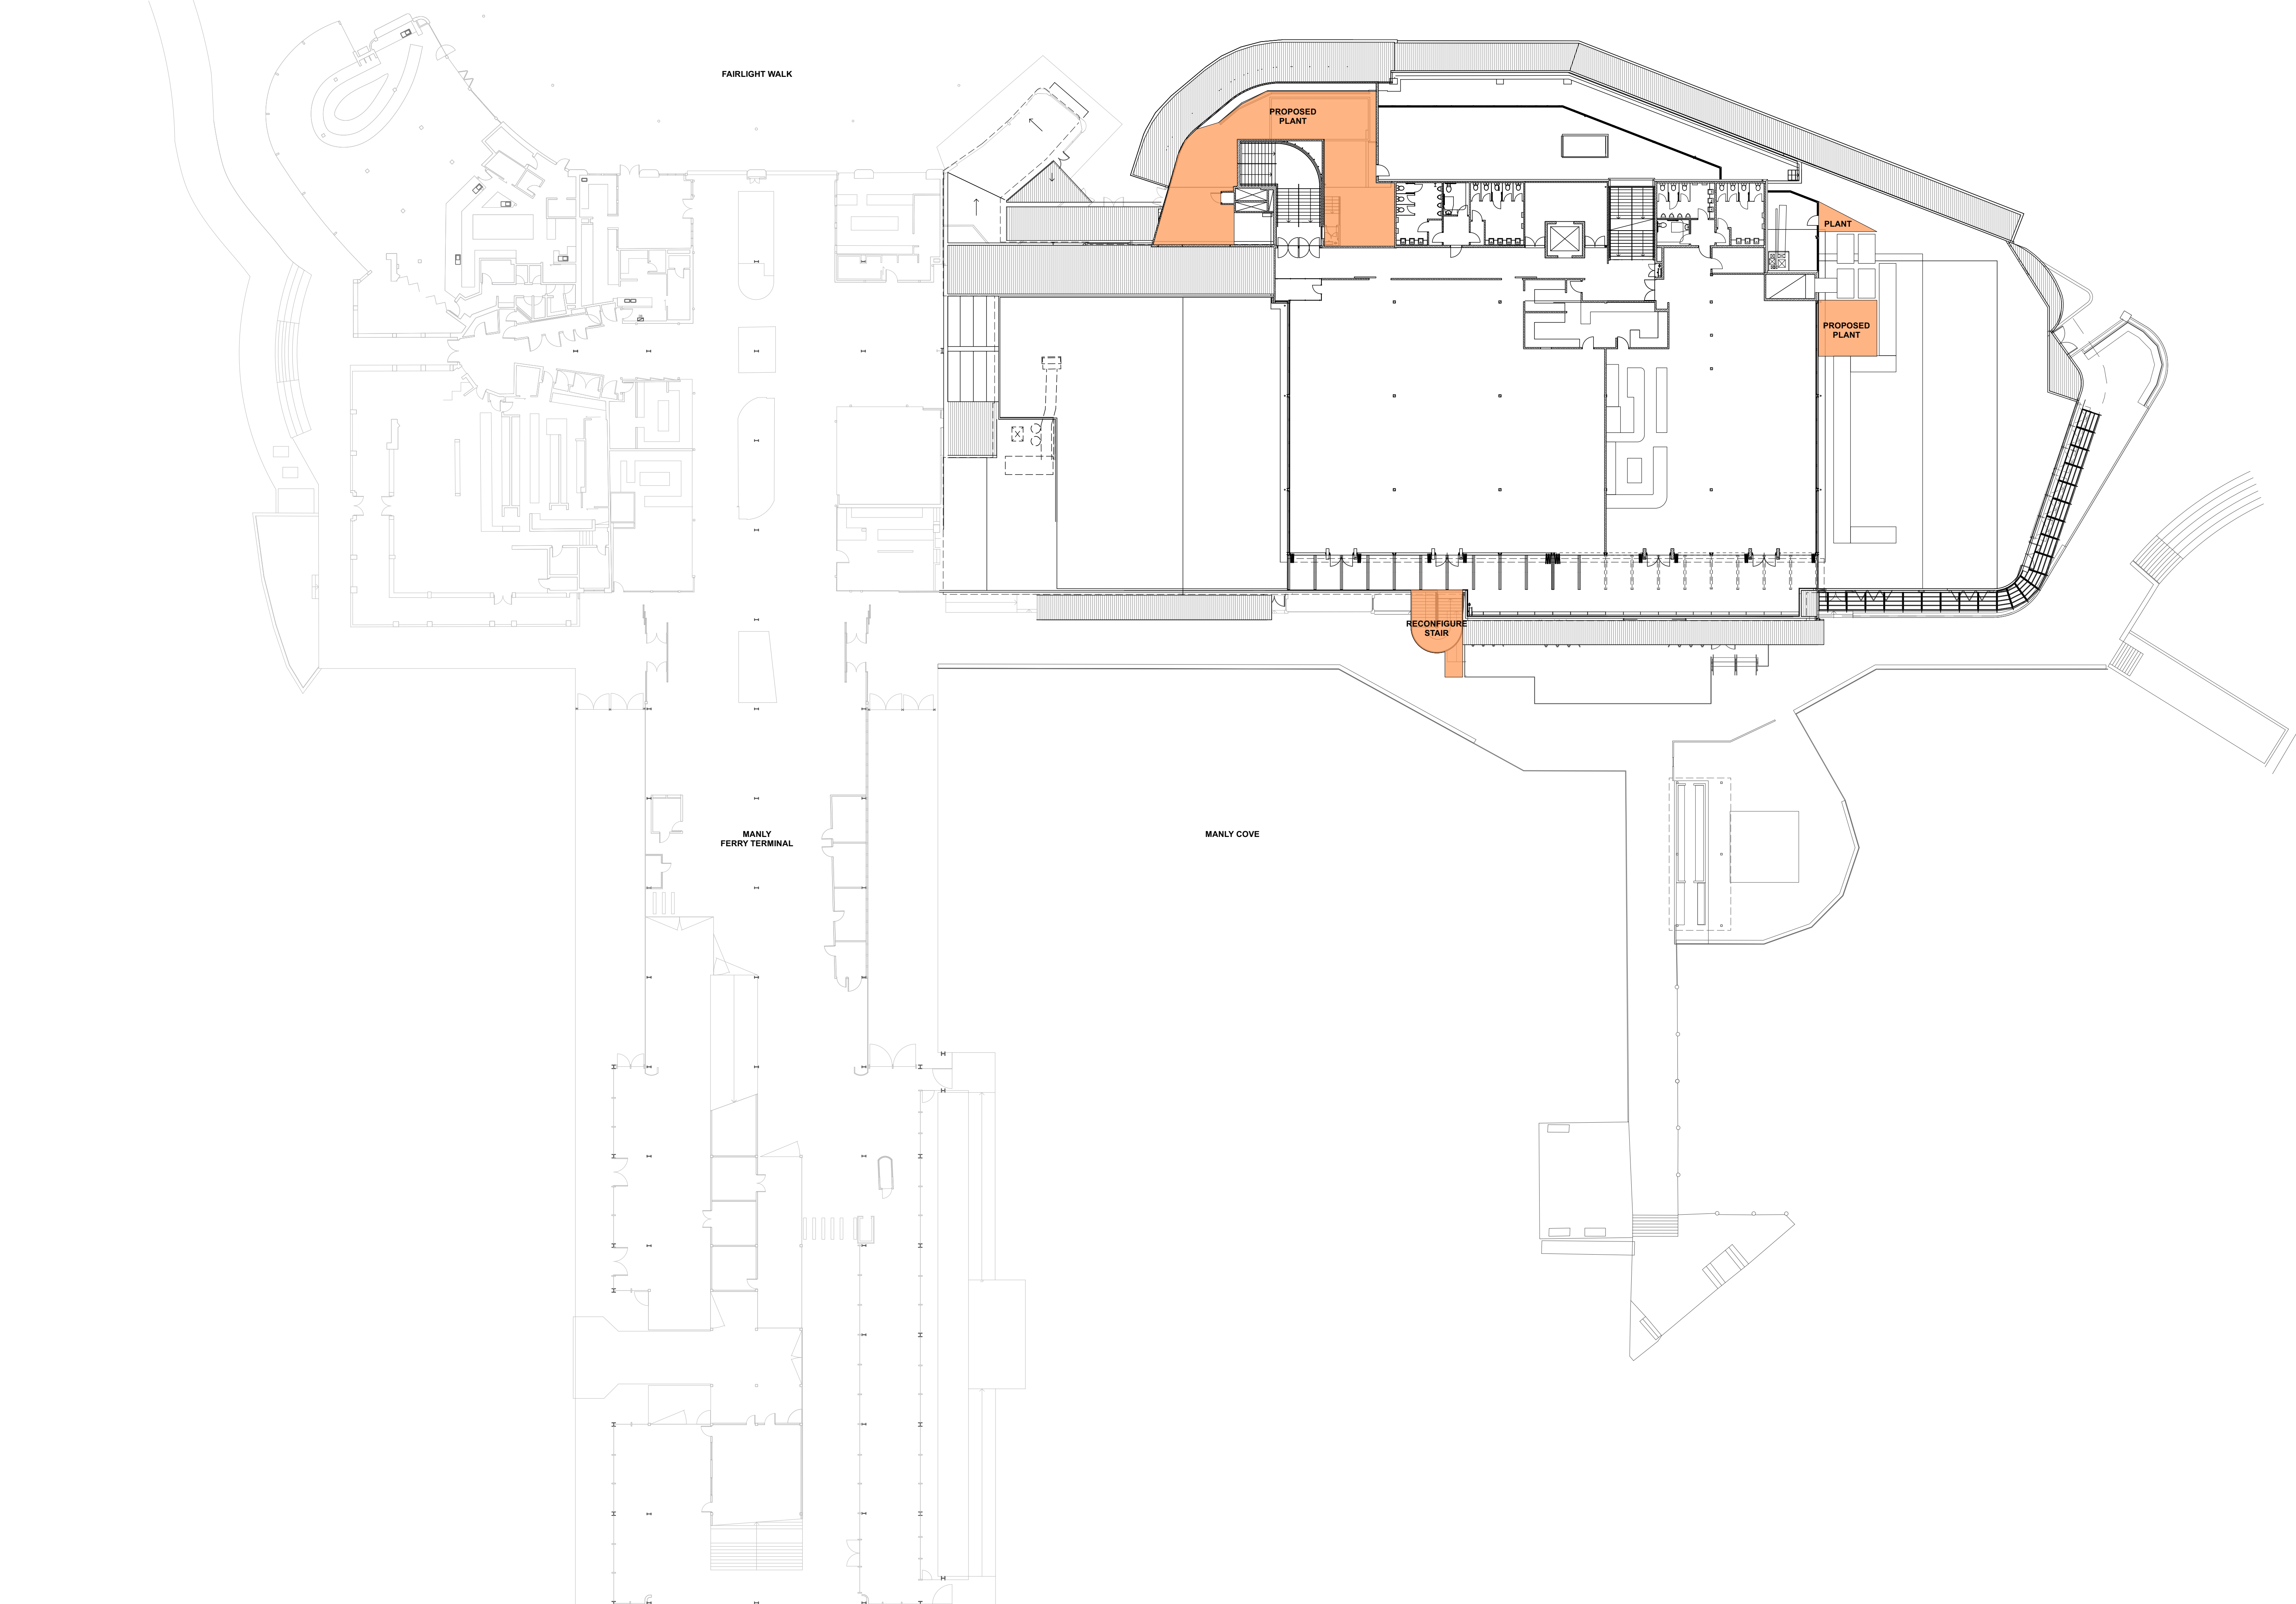 FAIRLIGHT WALK
PROPOSED
PLANT
PLANT
PROPOSED
PLANT
RECONFIGURE
STAIR
MANLY
FERRY TERMINAL
MANLY COVE